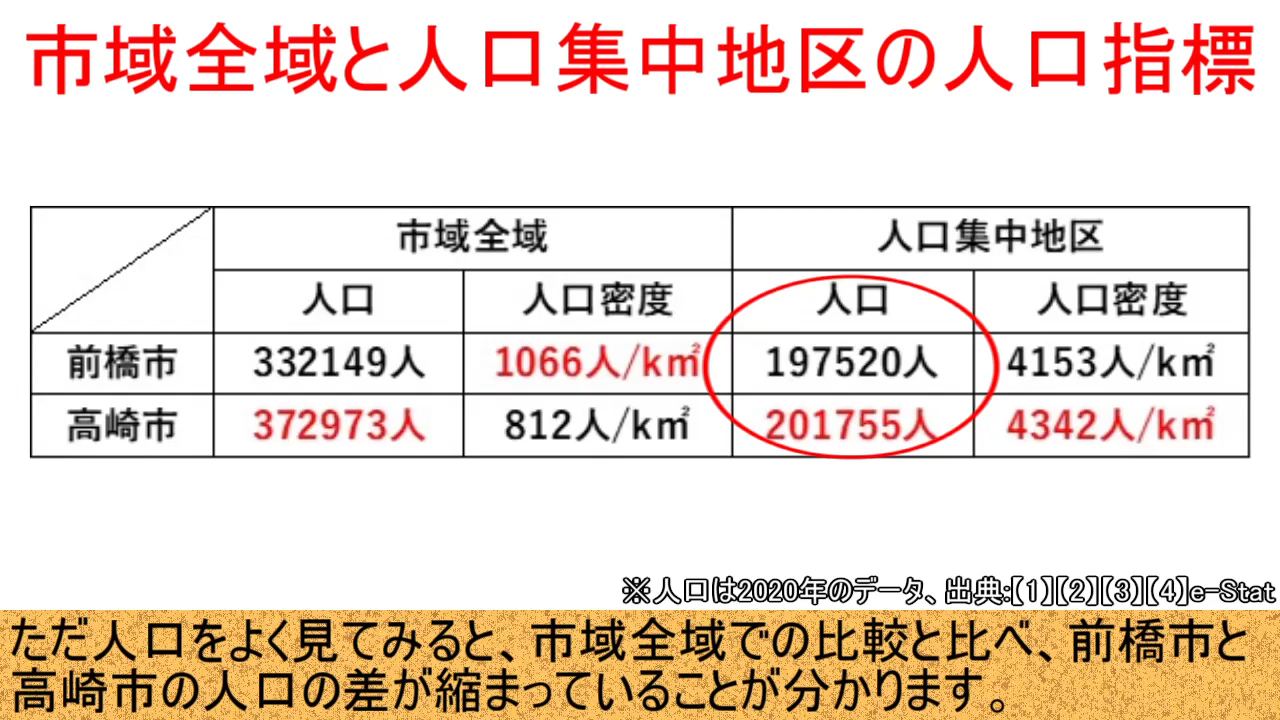 市域全域と人口集中地区の人口指標
市域全域 人口集中地区
人口 人口密度 人口 人口密度
前橋市 332149人 1066人/k㎡ 197520人 4153人/k㎡
高崎市 372973人 812人/k㎡ 201755人 4342人/k㎡
※人口は2020年のデータ、出典:【1】【2】【3】【4】e-Stat
ただ人口をよく見てみると、市域全域での比較と比べ、前橋市と
高崎市の人口の差が縮まっていることが分かります。